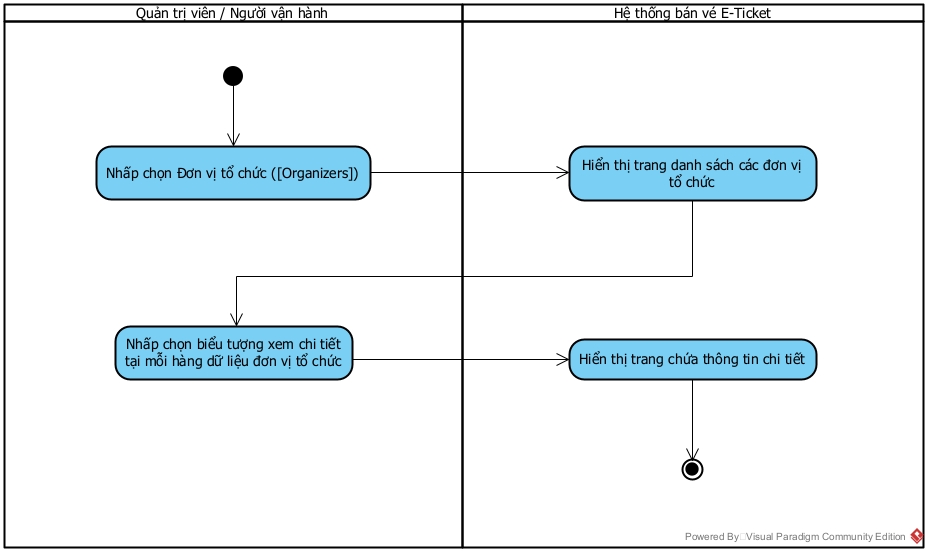 Quản trị viên / Người vận hành
Hệ thống bán vé E-Ticket
Nhấp chọn Đơn vị tổ chức ([Organizers])
Hiển thị trang danh sách các đơn vị
tổ chức
Nhấp chọn biểu tượng xem chi tiết
tại mỗi hàng dữ liệu đơn vị tổ chức
Hiển thị trang chứa thông tin chi tiết
Powered By Visual Paradigm Community Edition